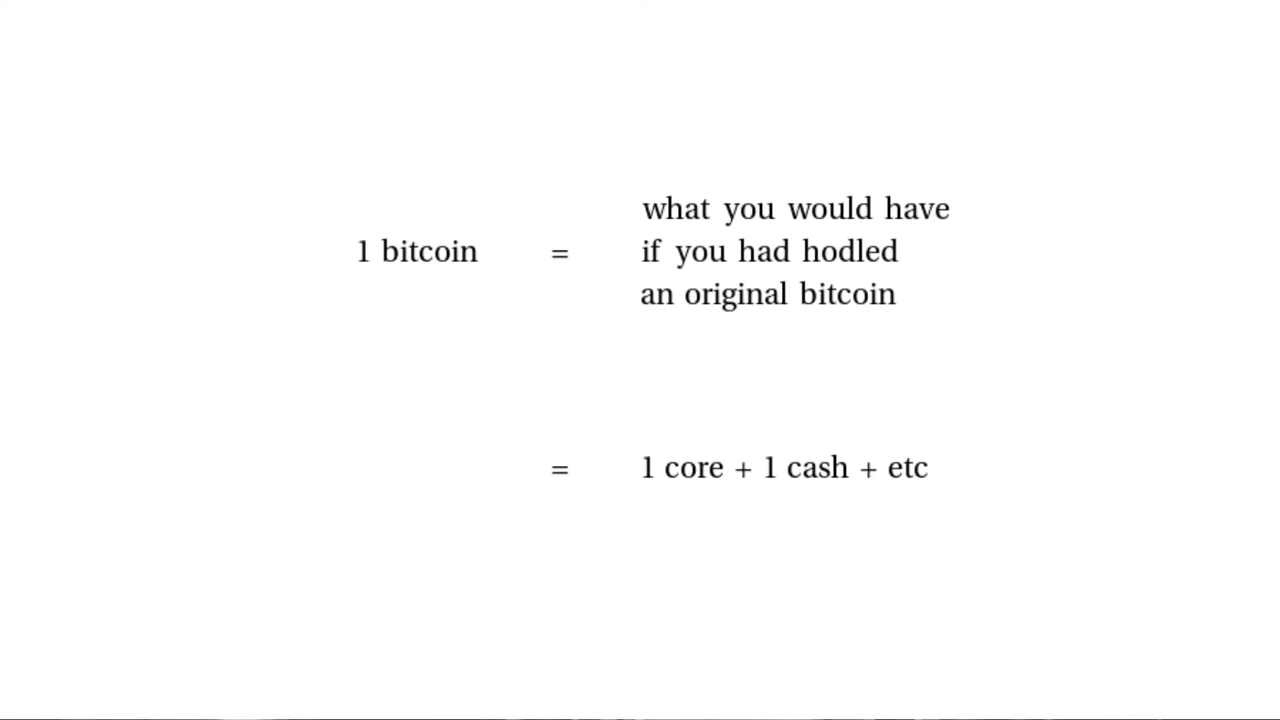 what you would have
1 bitcoin = if you had hodled
an original bitcoin
= 1 core + 1 cash + etc